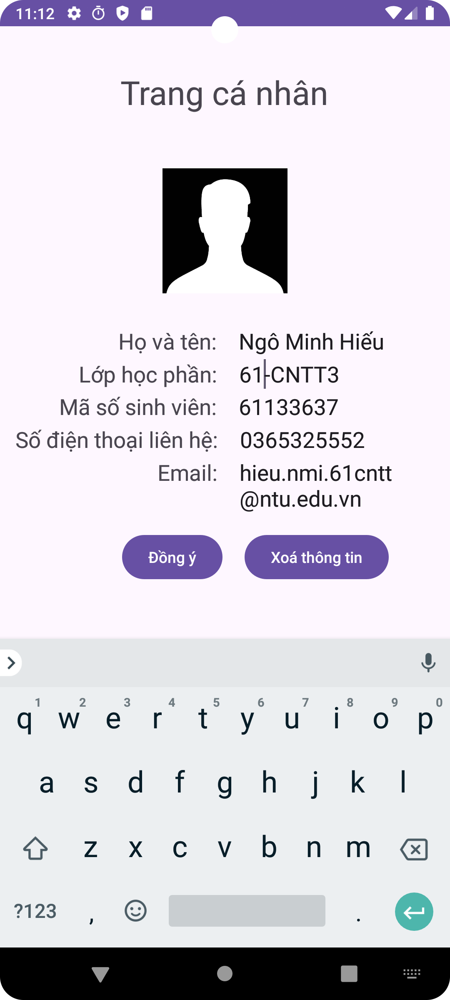 11:12
Trang cá nhân
Họ và tên: Ngô Minh Hiếu
Lớp học phần: 61-CNTT3
Mã số sinh viên: 61133637
Số điện thoại liên hệ: 0365325552
Email: hieu.nmi.61cntt
@ntu.edu.vn
Đồng ý Xoá thông tin
1 2 3 4 5 6 7 8 9 0
q w e r t y u i o p
a s d f g h j k l
z x c v b n m
?123 , .